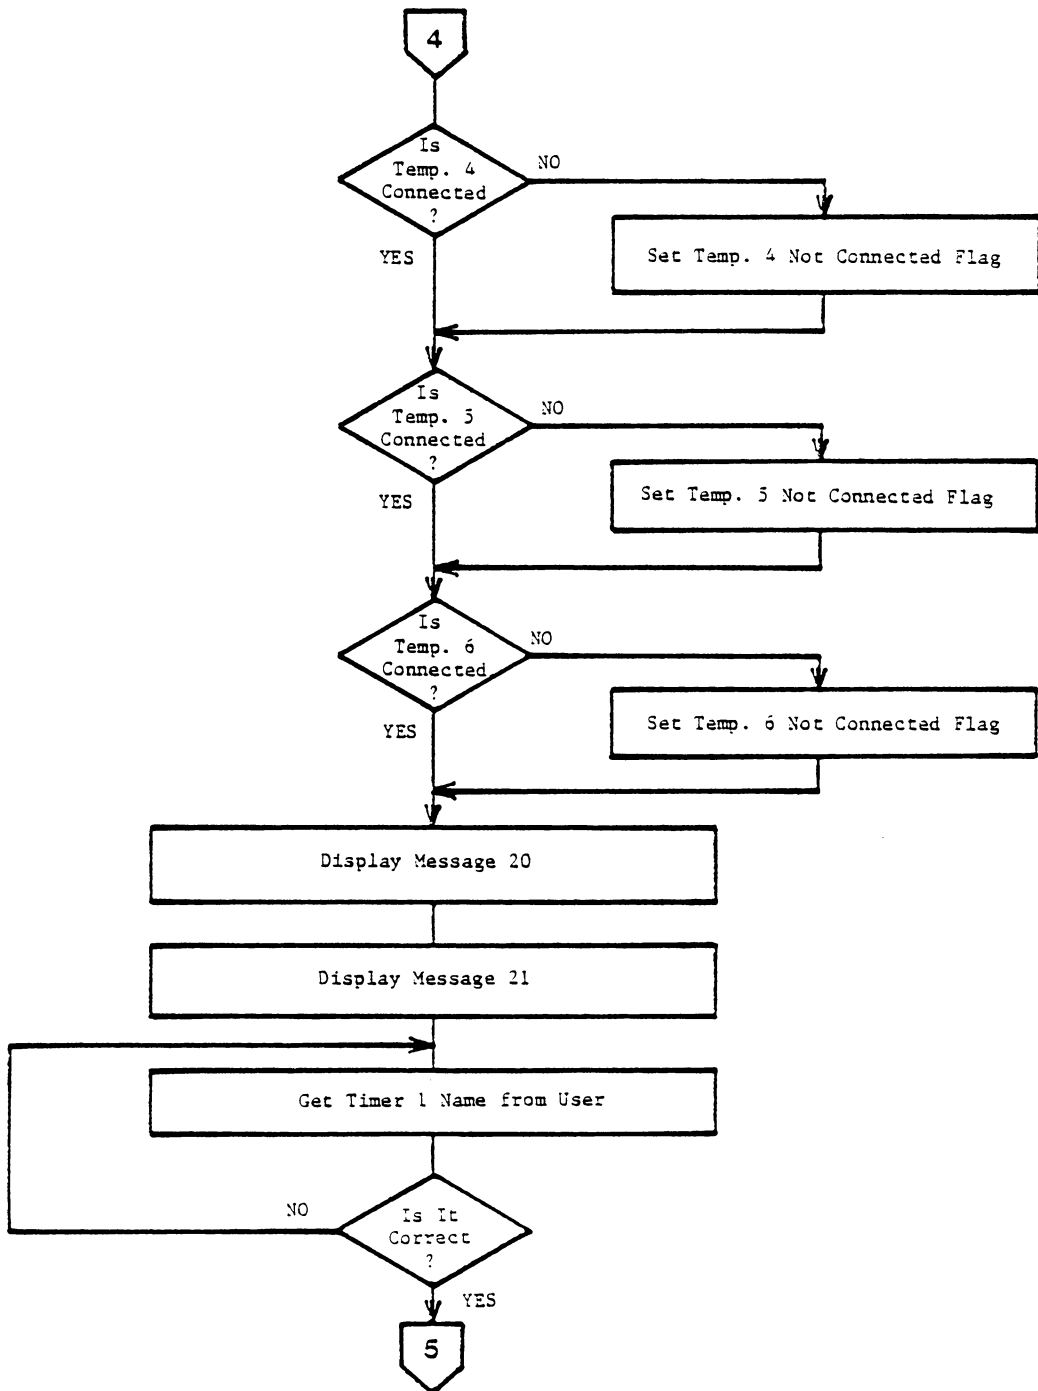 4
Is
Temp. 4
Connected
?
NO
YES
Set Temp. 4 Not Connected Flag
Is
Temp. 5
Connected
?
NO
YES
Set Temp. 5 Not Connected Flag
Is
Temp. 6
Connected
?
NO
YES
Set Temp. 6 Not Connected Flag
Display Message 20
Display Message 21
Get Timer 1 Name from User
Is It
Correct
?
NO
YES
5